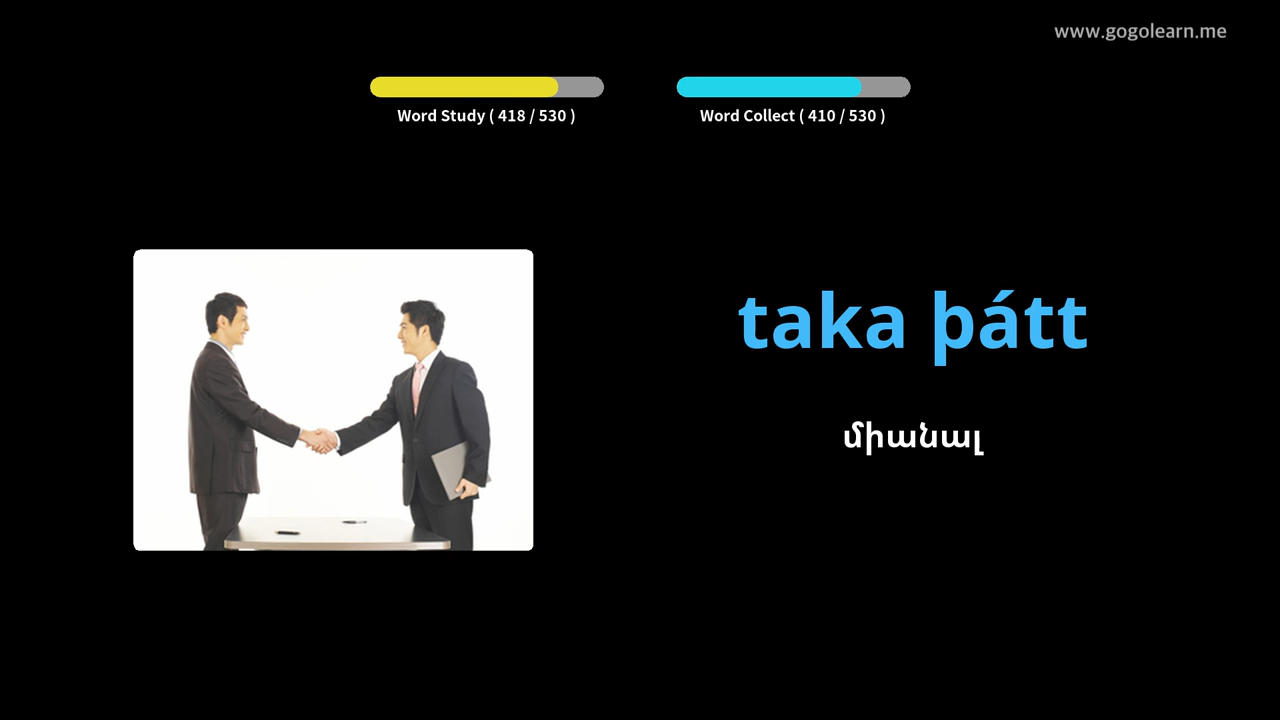 www.gogolearn.me
Word Study ( 418 / 530 )
Word Collect ( 410 / 530 )
taka þátt
միանալ